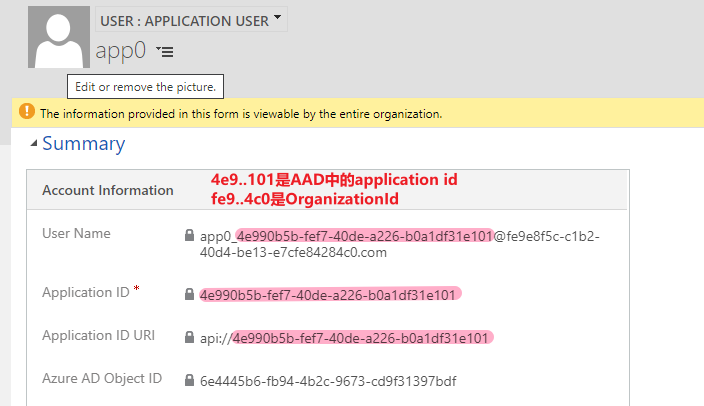 USER : APPLICATION USER
app0
Edit or remove the picture.
The information provided in this form is viewable by the entire organization.
Summary
4e9..101是AAD中的application id
fe9..4c0是OrganizationId
Account Information
User Name
app0_4e990b5b-fef7-40de-a226-b0a1df31e101@fe9e8f5c-c1b2-
40d4-be13-e7cfe84284c0.com
Application ID *
4e990b5b-fef7-40de-a226-b0a1df31e101
Application ID URI
api://4e990b5b-fef7-40de-a226-b0a1df31e101
Azure AD Object ID
6e4445b6-fb94-4b2c-9673-cd9f31397bdf